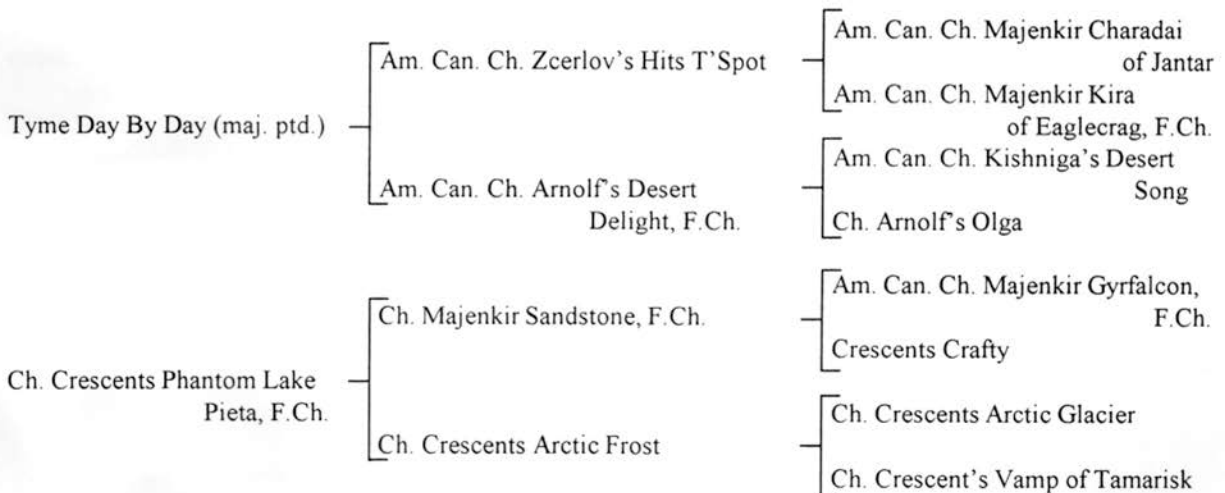 Am. Can. Ch. Majenkir Charadai
of Jantar
Am. Can. Ch. Zcerlov's Hits T'Spot
Am. Can. Ch. Majenkir Kira
of Eaglecrag, F.Ch.
Tyme Day By Day (maj. ptd.)
Am. Can. Ch. Kishniga's Desert
Song
Am. Can. Ch. Arnolf's Desert
Delight, F.Ch.
Ch. Arnolf's Olga
Am. Can. Ch. Majenkir Gyrfalcon,
F.Ch.
Ch. Majenkir Sandstone, F.Ch.
Crescents Crafty
Ch. Crescents Phantom Lake
Pieta, F.Ch.
Ch. Crescents Arctic Glacier
Ch. Crescents Arctic Frost
Ch. Crescent's Vamp of Tamarisk